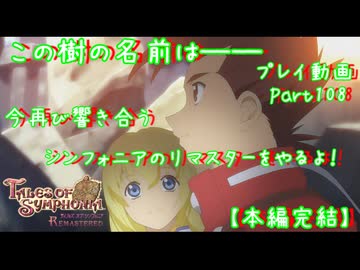 この樹の名前は――
プレイ動画
Part108
今再び響き合う
シンフォニアのリマスターをやるよ!
TALES OF
SYMPHONIA
REMASTERED
【本編完結】